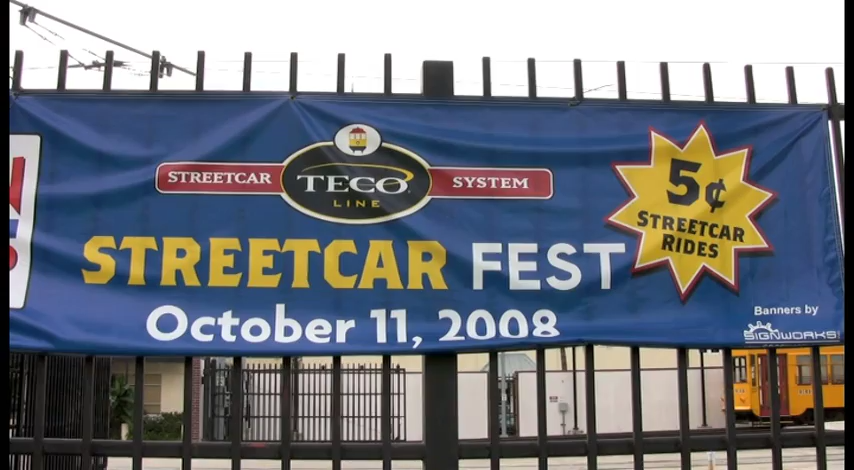 STREETCAR TECO SYSTEM
LINE
STREETCAR FEST
October 11, 2008
5¢
STREETCAR
RIDES
Banners by
SIGNWORKS